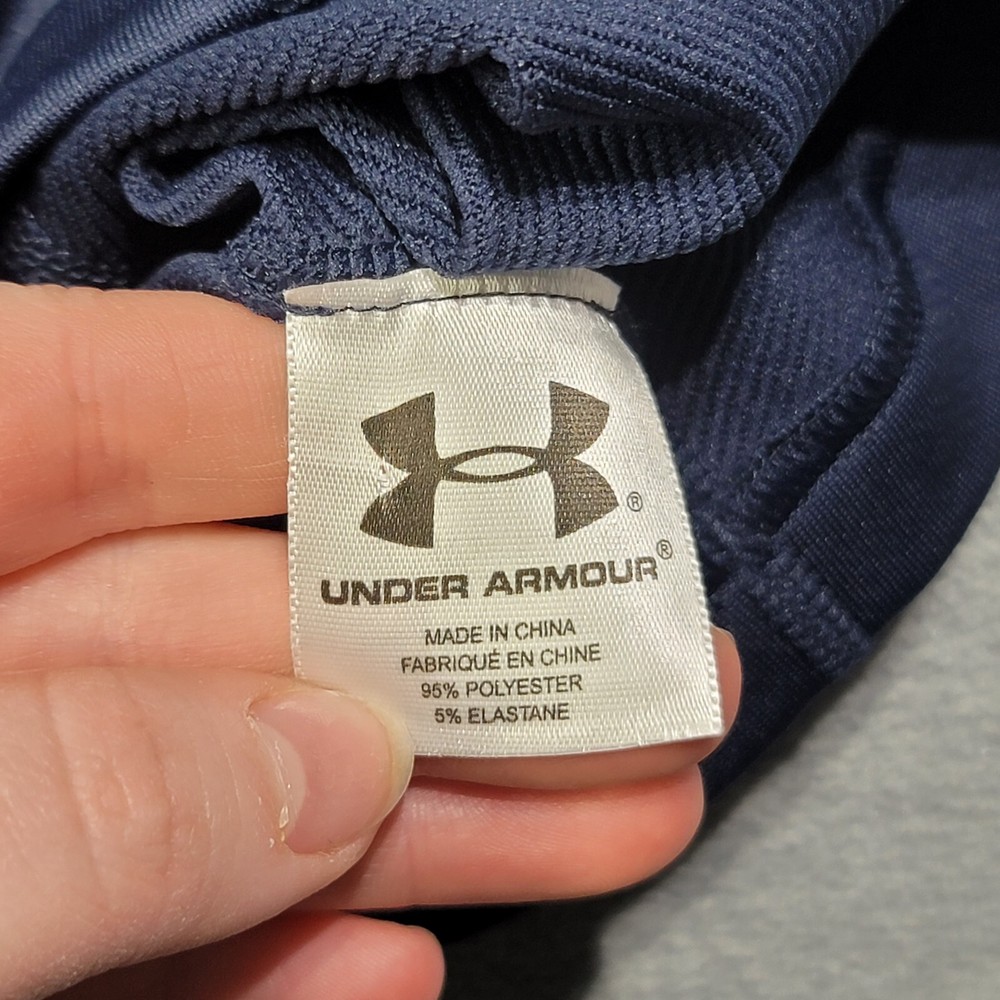 ®
UNDER ARMOUR®
MADE IN CHINA
FABRIQUÉ EN CHINE
95% POLYESTER
5% ELASTANE